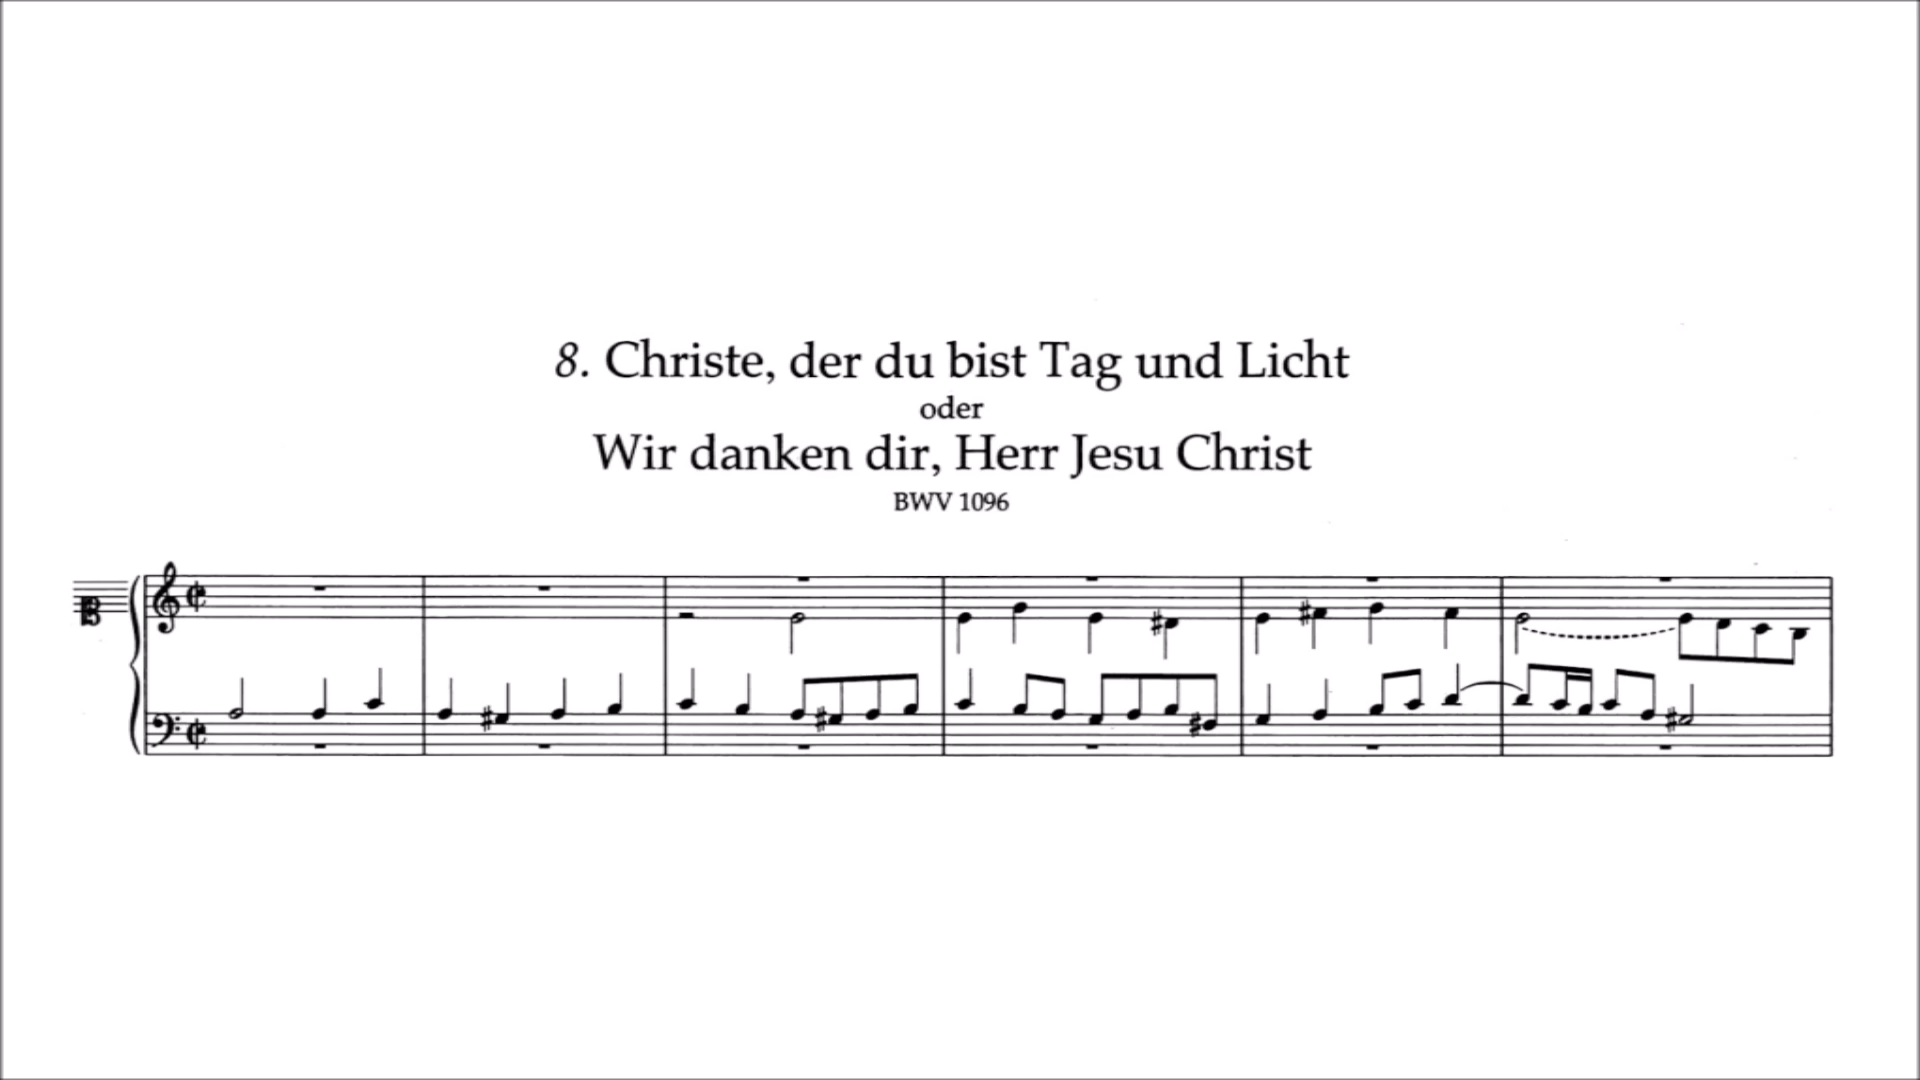 8. Christe, der du bist Tag und Licht
oder
Wir danken dir, Herr Jesu Christ
BWV 1096